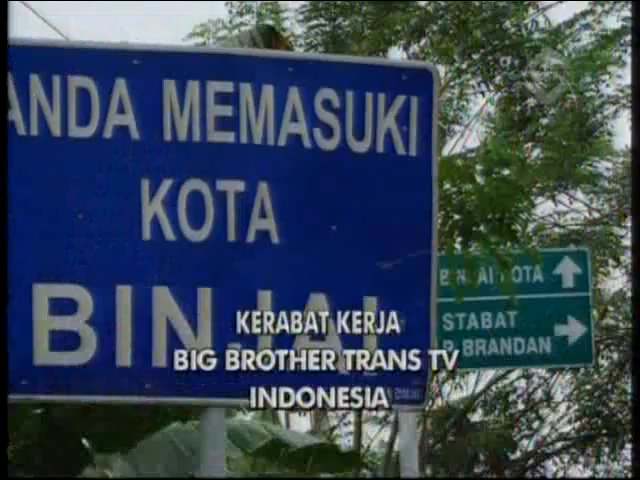 ANDA MEMASUKI
KOTA
BINJAI
BINJAI KOTA
STABAT
P. BRANDAN
KERABAT KERJA
BIG BROTHER TRANS TV
INDONESIA